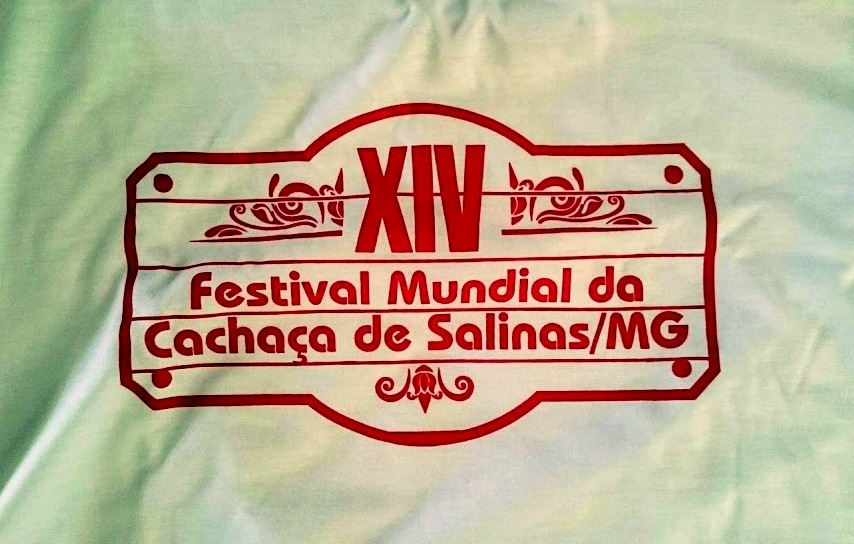 XIV
Festival Mundial da
Cachaça de Salinas/MG